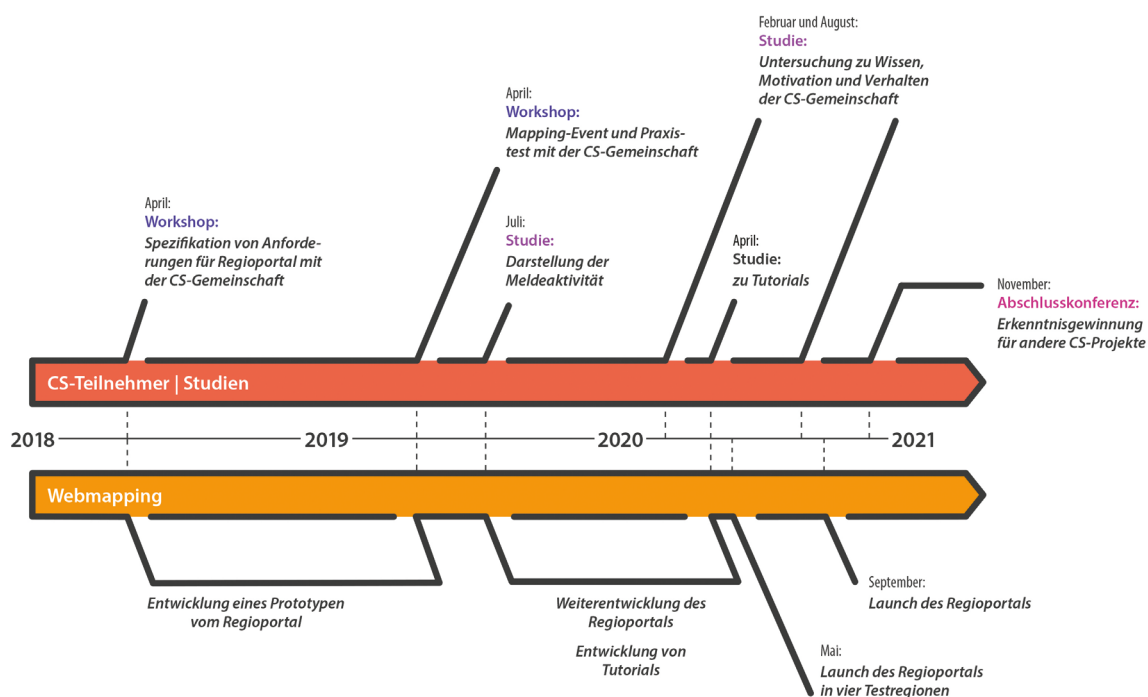 Februar und August:
Studie:
Untersuchung zu Wissen,
Motivation und Verhalten
der CS-Gemeinschaft
April:
Workshop:
Mapping-Event und Praxis-
test mit der CS-Gemeinschaft
April:
Workshop:
Spezifikation von Anforde-
rungen für Regioportal mit
der CS-Gemeinschaft
Juli:
Studie:
Darstellung der
Meldeaktivität
April:
Studie:
zu Tutorials
November:
Abschlusskonferenz:
Erkenntnisgewinnung
für andere CS-Projekte
CS-Teilnehmer | Studien
2018
2019
2020
2021
Webmapping
Entwicklung eines Prototypen
vom Regioportal
Weiterentwicklung des
Regioportals
Entwicklung von
Tutorials
September:
Launch des Regioportals
Mai:
Launch des Regioportals
in vier Testregionen